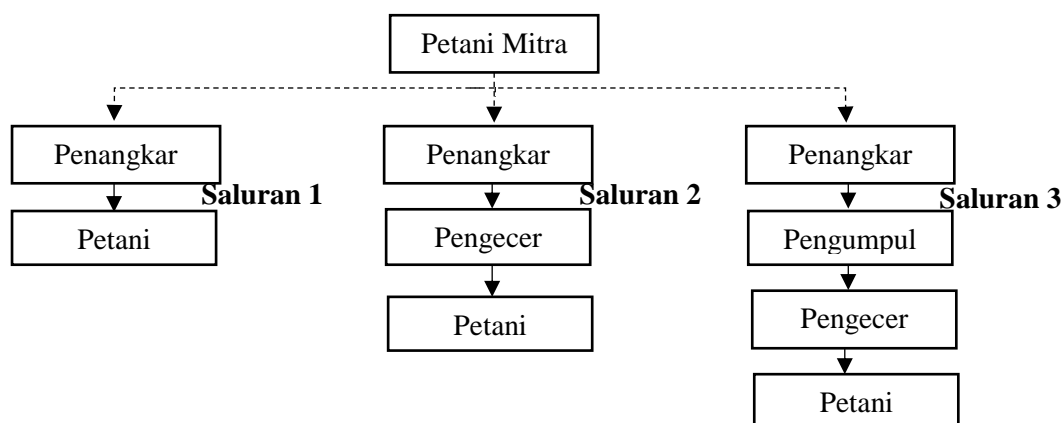 Petani Mitra
Penangkar
Petani
Saluran 1
Penangkar
Pengecer
Petani
Saluran 2
Penangkar
Pengumpul
Pengecer
Petani
Saluran 3